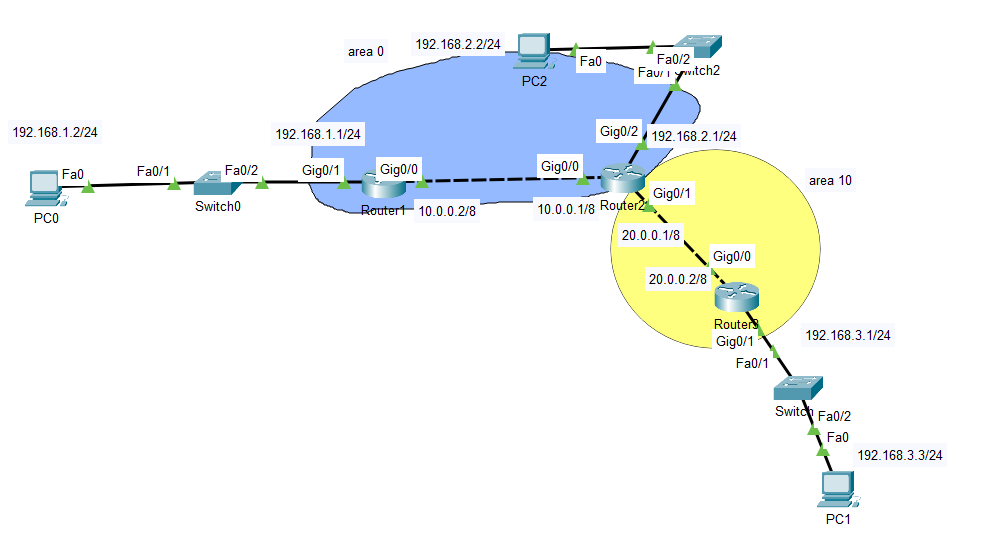 area 0
192.168.2.2/24
PC2
Fa0
Fa0/2
Fa0/1
Switch2
192.168.1.2/24
192.168.1.1/24
Gig0/2
192.168.2.1/24
Fa0
Fa0/1
Fa0/2
Gig0/1
Gig0/0
Gig0/0
area 10
PC0
Switch0
Router1
10.0.0.2/8
10.0.0.1/8
Router2
Gig0/1
20.0.0.1/8
Gig0/0
20.0.0.2/8
Router3
Gig0/1
192.168.3.1/24
Fa0/1
Switch
Fa0/2
Fa0
192.168.3.3/24
PC1